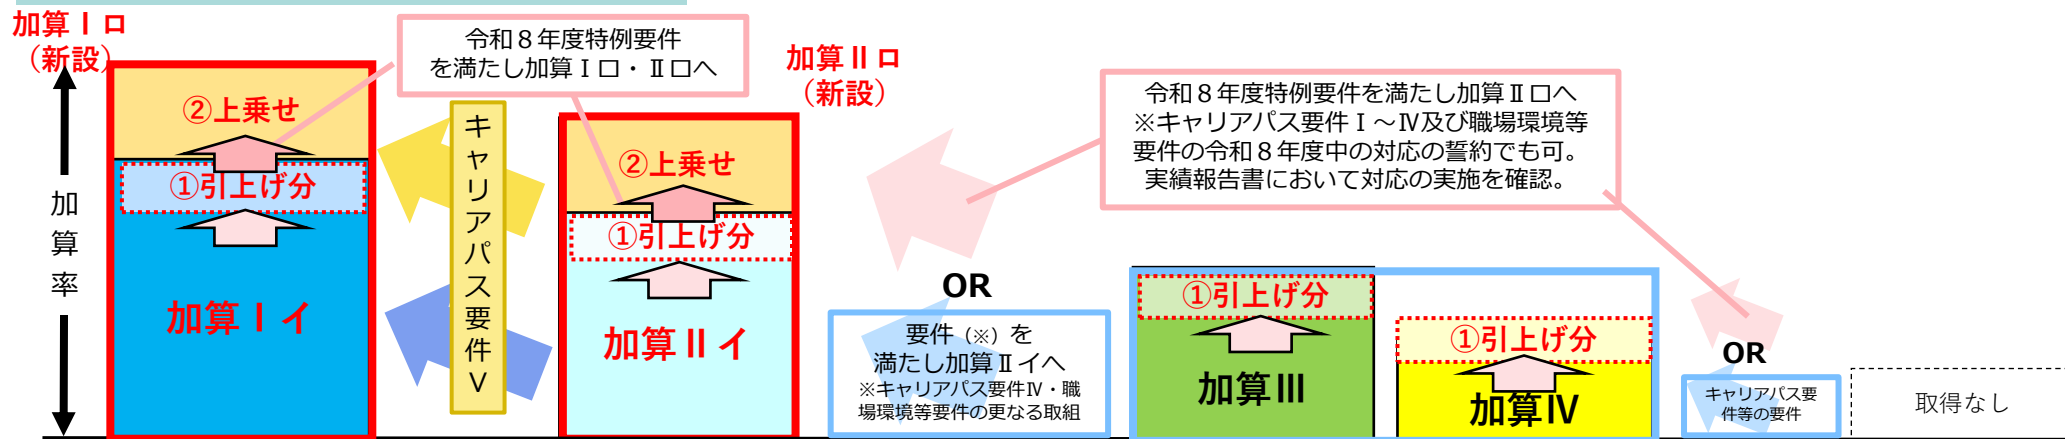 加算Ⅰロ
（新設）
加算率
②上乗せ
①引上げ分
加算Ⅰイ
令和８年度特例要件
を満たし加算Ⅰロ・Ⅱロへ
キャリアパス要件Ⅴ
加算Ⅱロ
（新設）
②上乗せ
①引上げ分
加算Ⅱイ
令和８年度特例要件を満たし加算Ⅱロへ
※キャリアパス要件Ⅰ～Ⅳ及び職場環境等
要件の令和８年度中の対応の誓約でも可。
実績報告書において対応の実施を確認。
OR
要件（※）を
満たし加算Ⅱイへ
※キャリアパス要件Ⅳ・職
場環境等要件の更なる取組
①引上げ分
加算Ⅲ
①引上げ分
加算Ⅳ
OR
キャリアパス要
件等の要件
取得なし